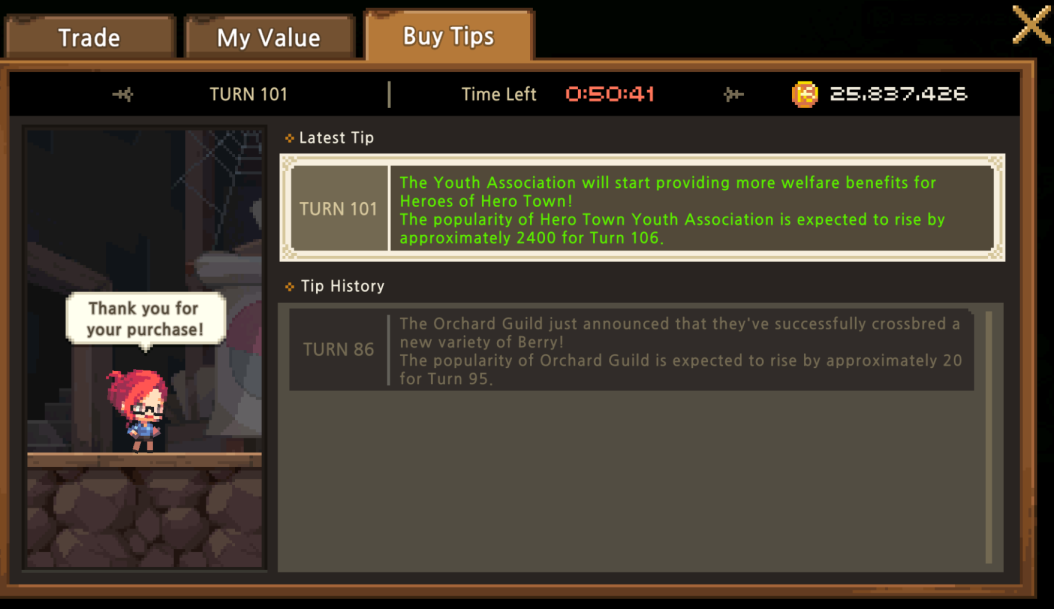 Trade
My Value
Buy Tips
TURN 101
Time Left
0:50:41
25,837,426
Latest Tip
TURN 101
The Youth Association will start providing more welfare benefits for
Heroes of Hero Town!
The popularity of Hero Town Youth Association is expected to rise by
approximately 2400 for Turn 106.
Tip History
TURN 86
The Orchard Guild just announced that they've successfully crossbred a
new variety of Berry!
The popularity of Orchard Guild is expected to rise by approximately 20
for Turn 95.
Thank you for
your purchase!